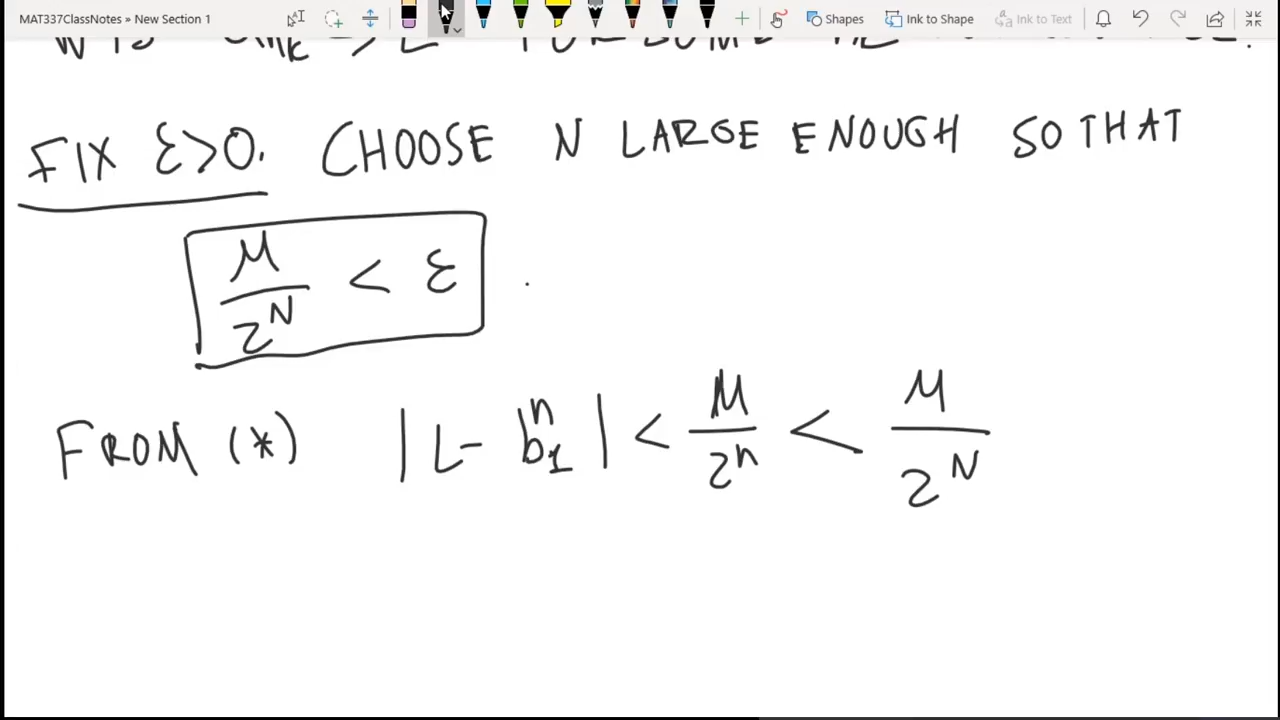 MAT337ClassNotes » New Section 1
Shapes
Ink to Shape
Ink to Text
FIX ε>0. CHOOSE N LARGE ENOUGH SO THAT
M/2^N < ε
FROM (*) |L - b_1^n| < M/2^n < M/2^N